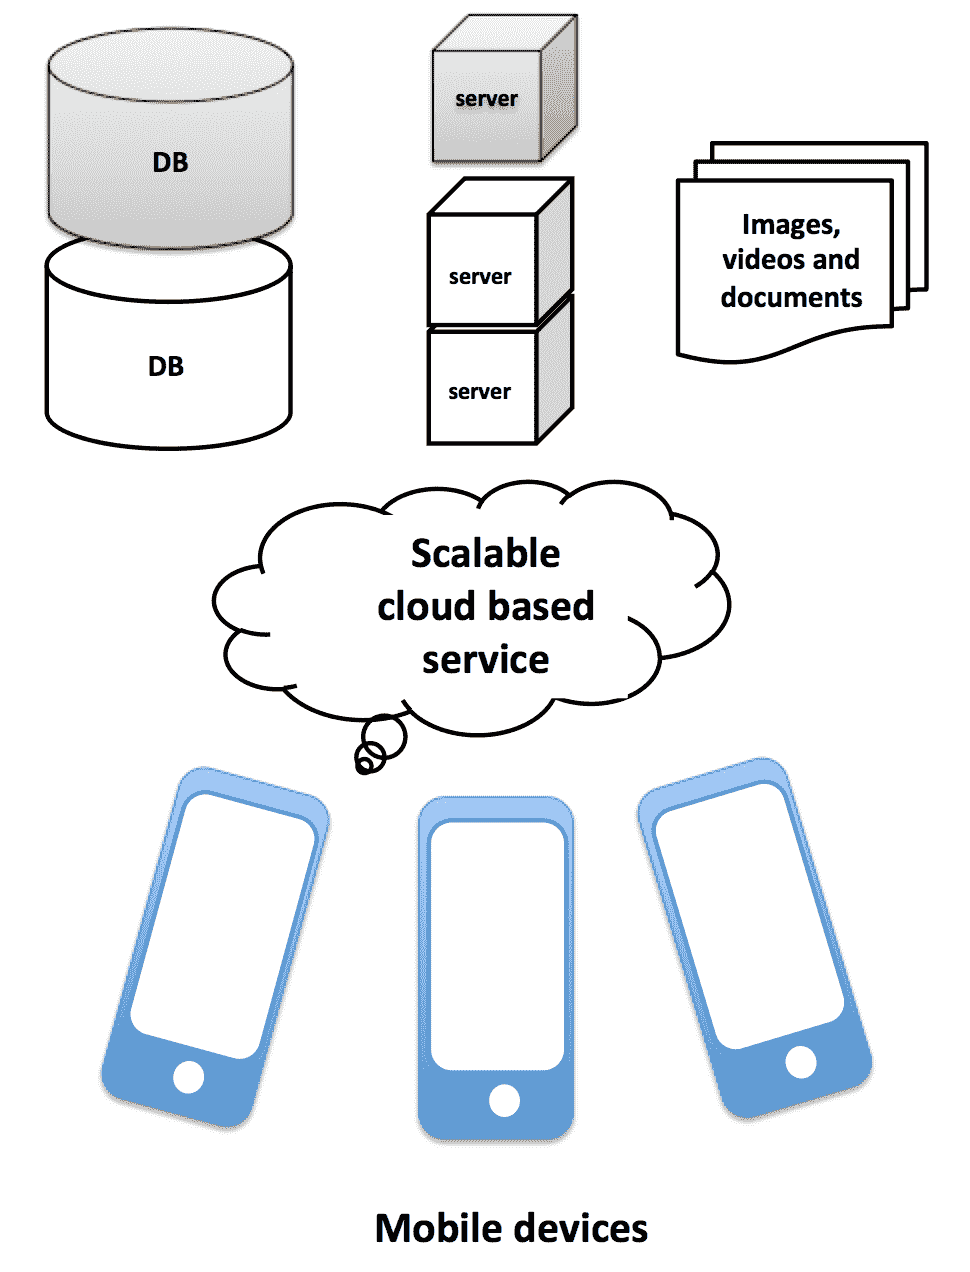 DB
DB
server
server
server
Images,
videos and
documents
Scalable
cloud based
service
Mobile devices